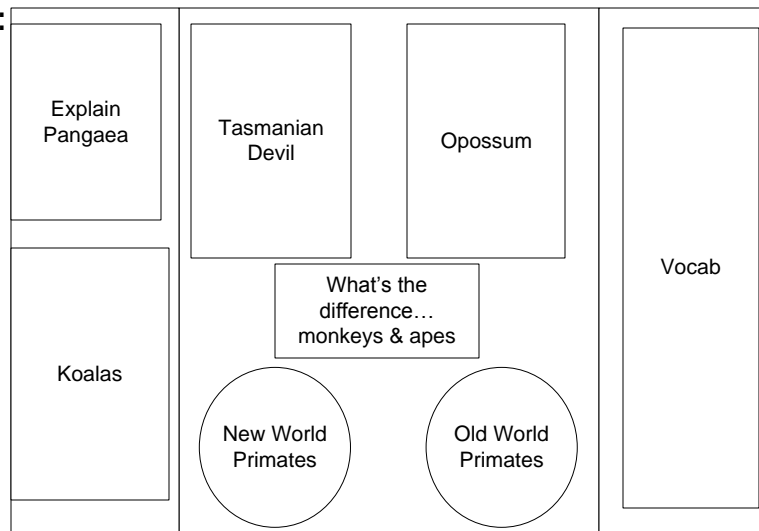 :
Explain
Pangaea
Tasmanian
Devil
Opossum
Vocab
What's the
difference…
monkeys & apes
Koalas
New World
Primates
Old World
Primates